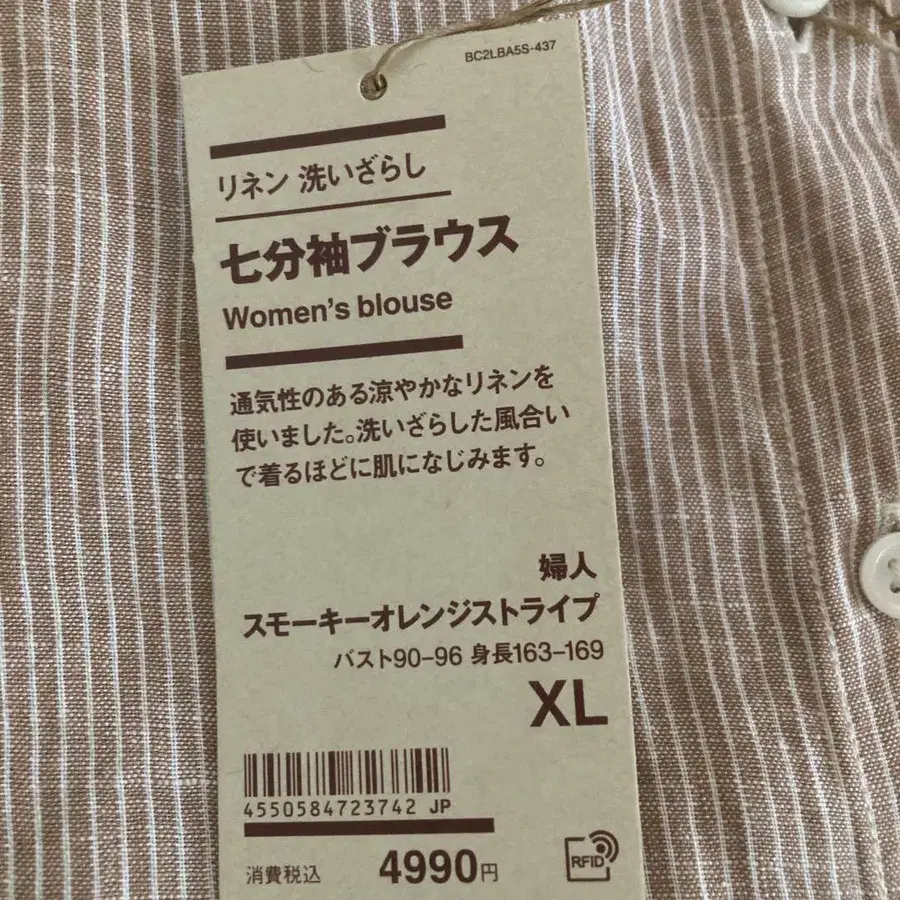 BC2LBA5S-437
リネン 洗いざらし
七分袖ブラウス
Women's blouse
通気性のある涼やかなリネンを
使いました。洗いざらした風合い
で着るほどに肌になじみます。
婦人
スモーキーオレンジストライプ
バスト90-96 身長163-169
XL
4550584723742 JP
消費税込 4990円
RFID